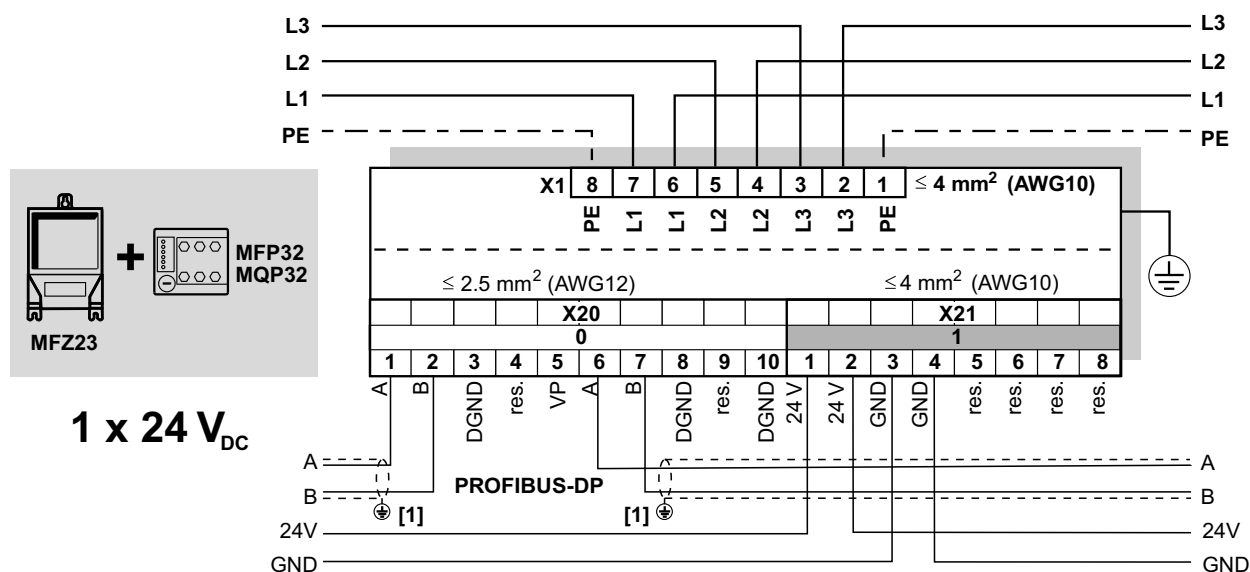 L3 L3
L2 L2
L1 L1
PE PE
X1 8 7 6 5 4 3 2 1 ≤ 4 mm² (AWG10)
PE L1 L1 L2 L2 L3 L3 PE
MFP32
MQP32
MFZ23
≤ 2.5 mm² (AWG12) ≤ 4 mm² (AWG10)
X20 X21
0 1
1 2 3 4 5 6 7 8 9 10 1 2 3 4 5 6 7 8
A B DGND res. VP A B DGND res. DGND 24 V 24 V GND GND res. res. res. res.
1 x 24 VDC
A A
PROFIBUS-DP
B B
[1] [1]
24V 24V
GND GND